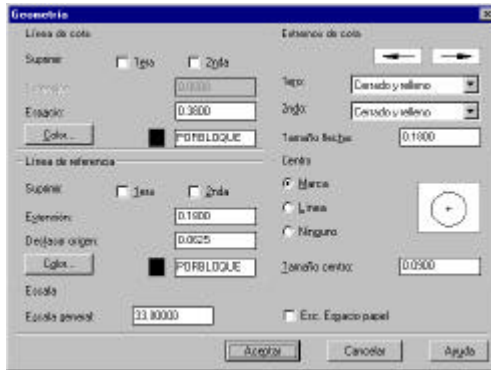 Geometría
Línea de cota
Suprimir: 1era 2nda
Extensión: 0.0000
Espacio: 0.3800
Color... PORBLOQUE
Línea de referencia
Suprimir: 1era 2nda
Extensión: 0.1800
Desfase origen: 0.0625
Color... PORBLOQUE
Escala
Escala general:
Extremos de cota
1ero: Cerrado y relleno
2ndo: Cerrado y relleno
Tamaño flecha: 0.1800
Centro
Marca
Línea
Ninguno
Tamaño centro: 0.0900
Esc. Espacio papel
Aceptar Cancelar Ayuda